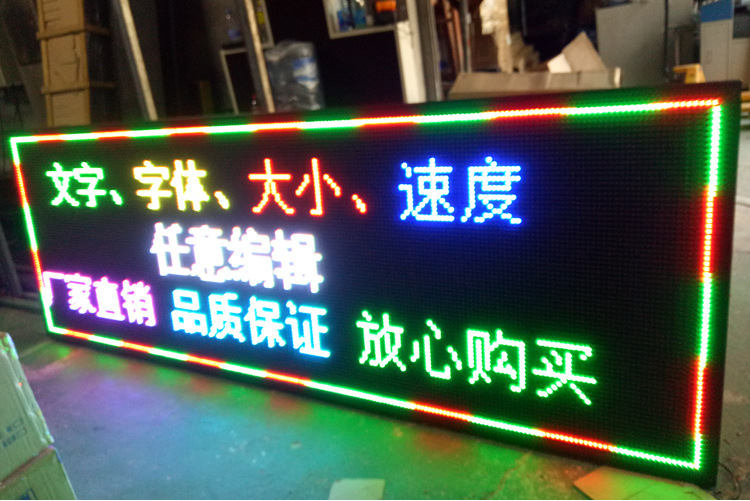 文字、字体、大小、速度
任意编辑
厂家直销 品质保证 放心购买